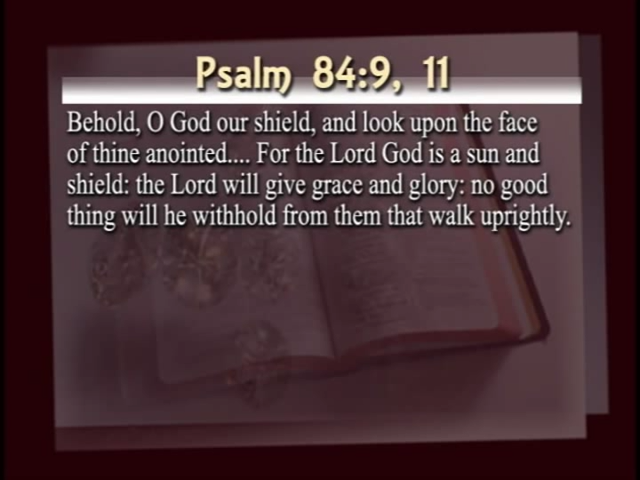 Psalm 84:9, 11
Behold, O God our shield, and look upon the face
of thine anointed.... For the Lord God is a sun and
shield: the Lord will give grace and glory: no good
thing will he withhold from them that walk uprightly.